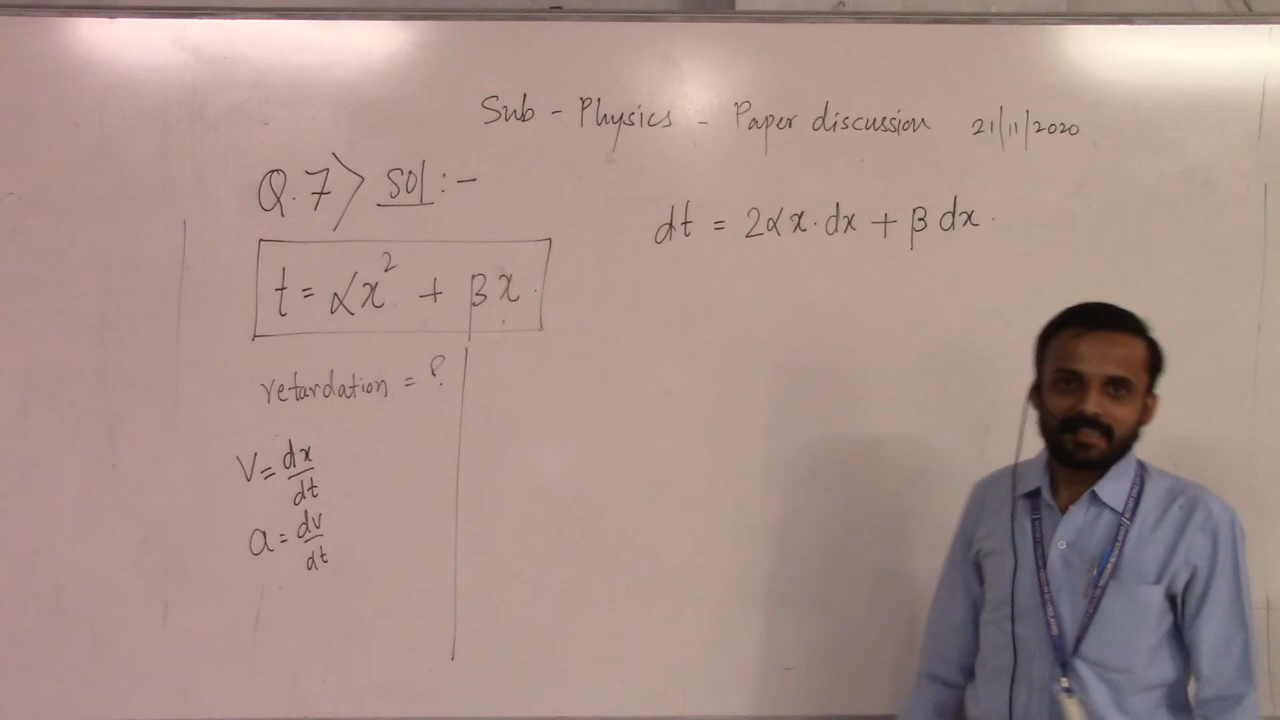 Sub - Physics - Paper discussion 21/11/2020
Q.7> Sol :-
t = αx² + βx.
retardation = ?
V = dx/dt
a = dv/dt
dt = 2αx.dx + β dx.